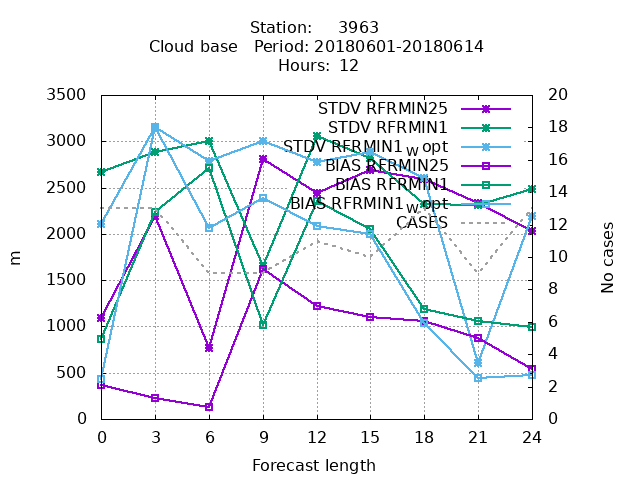 Station: 3963
Cloud base Period: 20180601-20180614
Hours: 12
3500
3000
2500
2000
1500
1000
500
0
m
20
18
16
14
12
10
8
6
4
2
0
No cases
STDV RFRMIN25
STDV RFRMIN1
STDV RFRMIN1_w opt
BIAS RFRMIN25
BIAS RFRMIN1
BIAS RFRMIN1_w opt
CASES
0 3 6 9 12 15 18 21 24
Forecast length